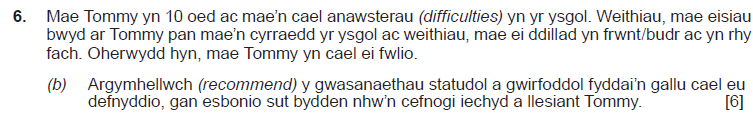 6. Mae Tommy yn 10 oed ac mae'n cael anawsterau (difficulties) yn yr ysgol. Weithiau, mae eisiau
bwyd ar Tommy pan mae'n cyrraedd yr ysgol ac weithiau, mae ei ddillad yn frwnt/budr ac yn rhy
fach. Oherwydd hyn, mae Tommy yn cael ei fwlio.
(b) Argymhellwch (recommend) y gwasanaethau statudol a gwirfoddol fyddai'n gallu cael eu
defnyddio, gan esbonio sut bydden nhw'n cefnogi iechyd a llesiant Tommy. [6]